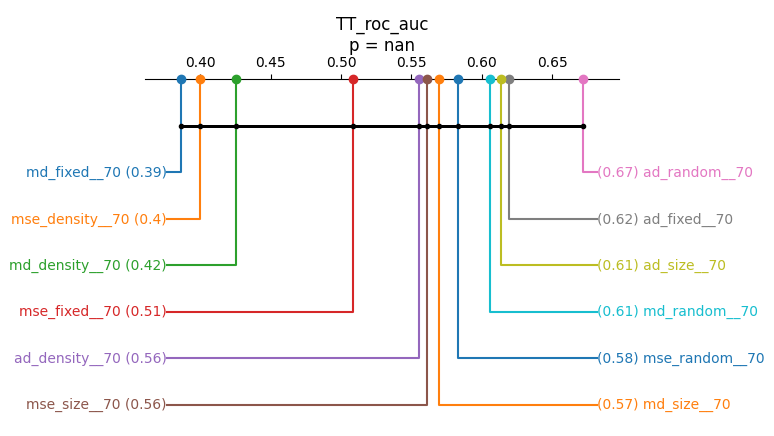 TT_roc_auc
p = nan
0.40 0.45 0.50 0.55 0.60 0.65
md_fixed__70 (0.39)
(0.67) ad_random__70
mse_density__70 (0.4)
(0.62) ad_fixed__70
md_density__70 (0.42)
(0.61) ad_size__70
mse_fixed__70 (0.51)
(0.61) md_random__70
ad_density__70 (0.56)
(0.58) mse_random__70
mse_size__70 (0.56)
(0.57) md_size__70